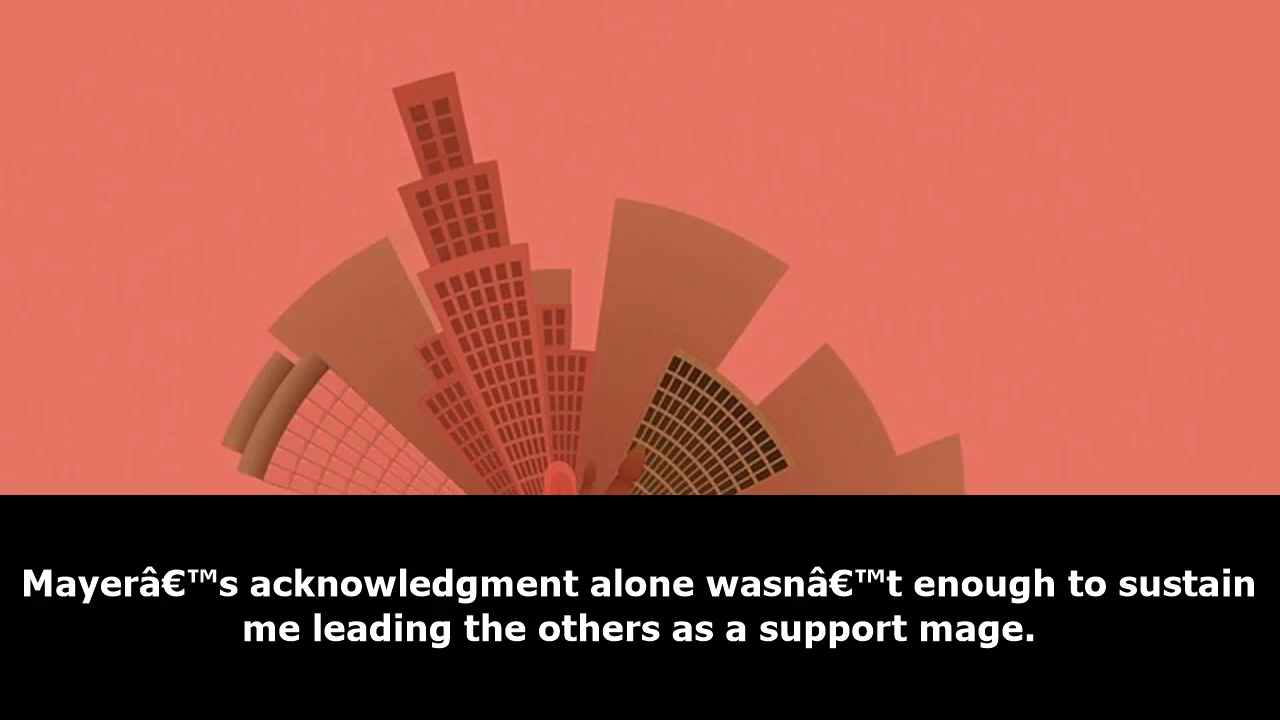 Mayerâ€™s acknowledgment alone wasnâ€™t enough to sustain
me leading the others as a support mage.